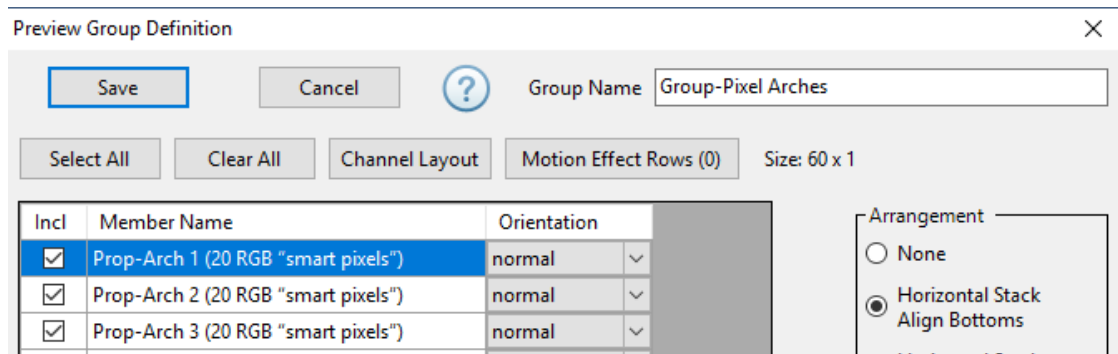 Preview Group Definition
Save Cancel ? Group Name Group-Pixel Arches
Select All Clear All Channel Layout Motion Effect Rows (0) Size: 60 x 1
Incl Member Name Orientation
Arrangement
Prop-Arch 1 (20 RGB “smart pixels”) normal
None
Prop-Arch 2 (20 RGB “smart pixels”) normal
Horizontal Stack
Align Bottoms
Prop-Arch 3 (20 RGB “smart pixels”) normal